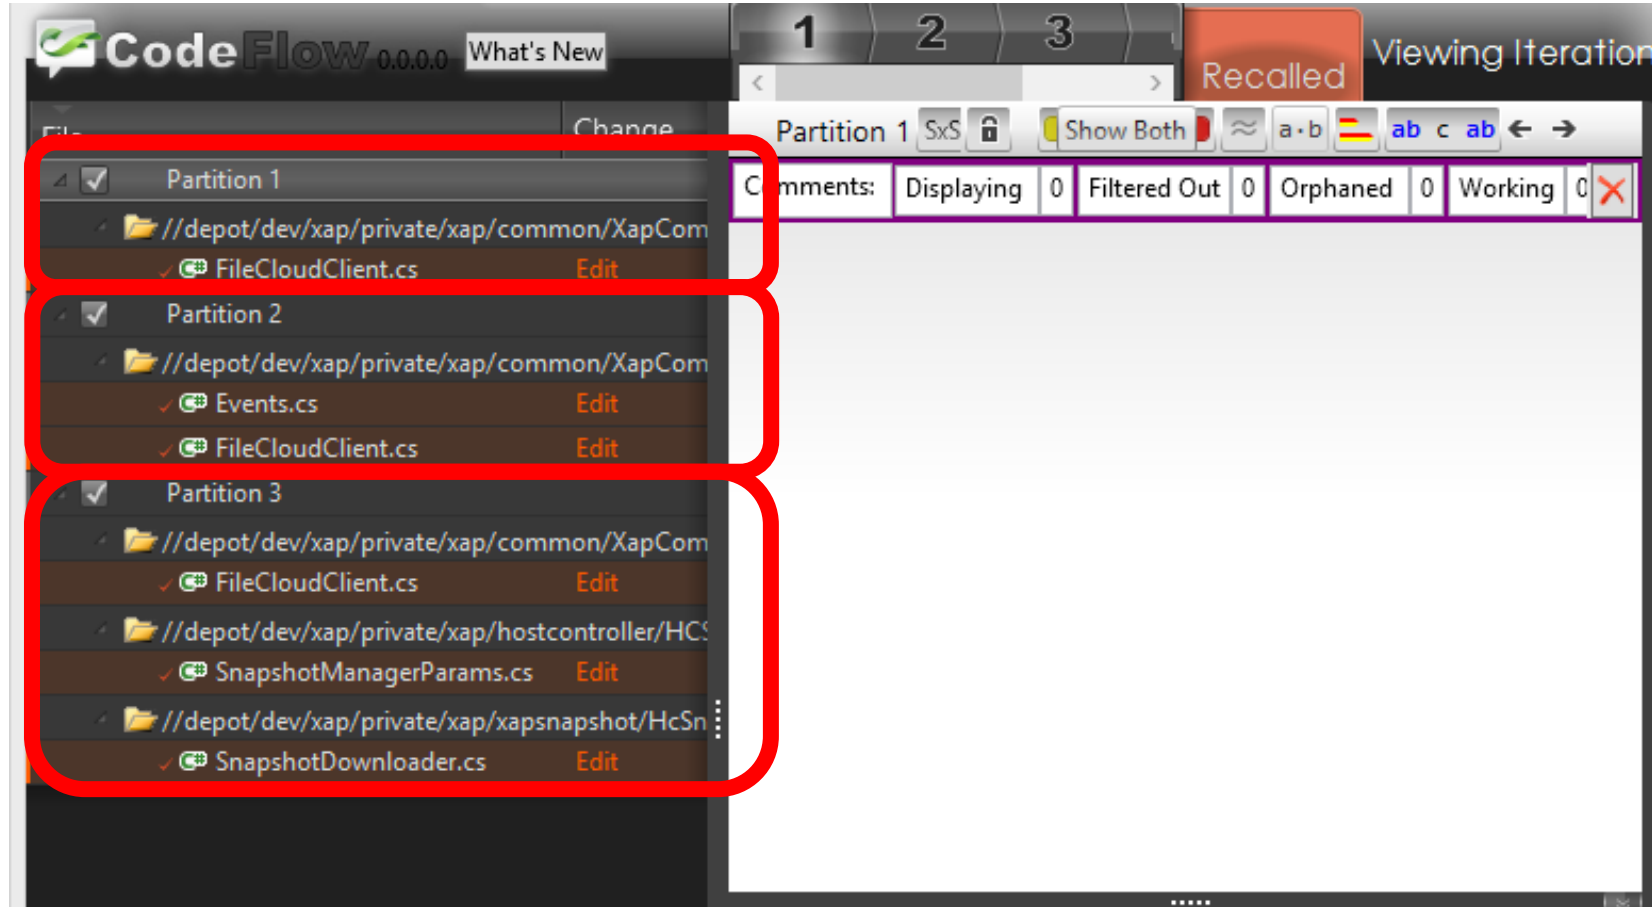 CodeFlow 0.0.0.0 What's New
1 2 3
Recalled Viewing Iteration
File Change
Partition 1 SxS Show Both ≈ a·b ab c ab ← →
Comments: Displaying 0 Filtered Out 0 Orphaned 0 Working 0
Partition 1
//depot/dev/xap/private/xap/common/XapCom
FileCloudClient.cs Edit
Partition 2
//depot/dev/xap/private/xap/common/XapCom
Events.cs Edit
FileCloudClient.cs Edit
Partition 3
//depot/dev/xap/private/xap/common/XapCom
FileCloudClient.cs Edit
//depot/dev/xap/private/xap/hostcontroller/HCS
SnapshotManagerParams.cs Edit
//depot/dev/xap/private/xap/xapsnapshot/HcSn
SnapshotDownloader.cs Edit